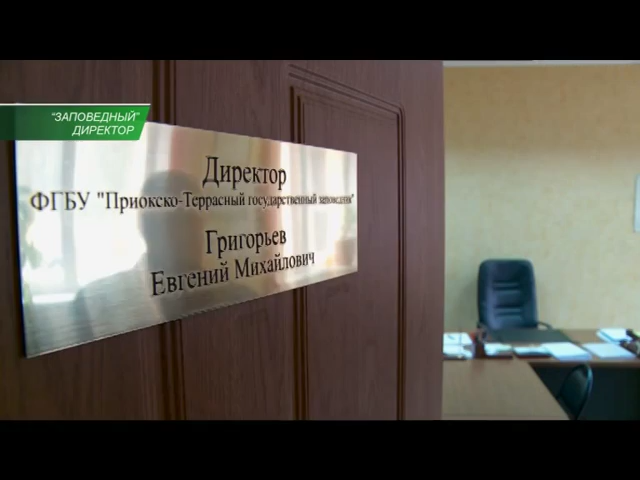 "ЗАПОВЕДНЫЙ"
ДИРЕКТОР
Директор
ФГБУ "Приокско-Террасный государственный заповедник"
Григорьев
Евгений Михайлович